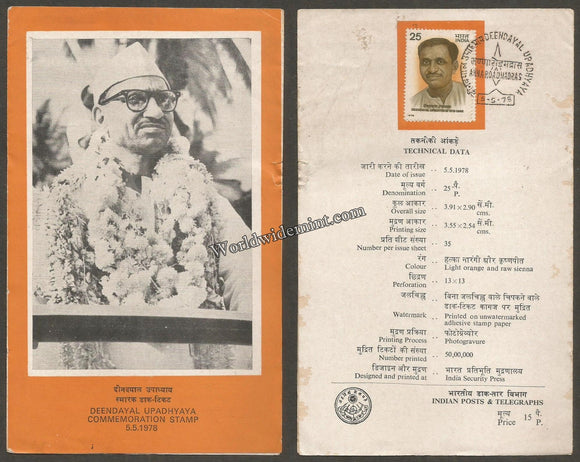 दीनदयाल उपाध्याय
स्मारक डाक-टिकट
DEENDAYAL UPADHYAYA
COMMEMORATION STAMP
5.5.1978
Worldwidemint.com
25
भारत
INDIA
DEENDAYAL UPADHYAYA
ANNAROAD MADRAS
5-5-78
तकनीकी आंकड़े
TECHNICAL DATA
जारी करने की तारीख
Date of issue .. 5.5.1978
मूल्य वर्ग पै.
Denomination .. 25 P.
कुल आकार सें.मी.
Overall size .. 3.91×2.90 cms.
मुद्रण आकार सें.मी.
Printing size .. 3.55×2.54 cms.
प्रति शीट संख्या
Number per issue sheet .. 35
रंग .. हल्का नारंगी और कृष्णपीत
Colour Light orange and raw sienna
छिद्रण
Perforation .. 13×13
जलचिह्न .. बिना जलचिह्न वाले चिपकने वाले
डाक-टिकट कागज पर मुद्रित
Watermark .. Printed on unwatermarked
adhesive stamp paper
मुद्रण प्रक्रिया .. फोटोग्रेव्योर
Printing Process Photogravure
मुद्रित टिकटों की संख्या
Number printed .. 50,00,000
डिजाइन और मुद्रण .. भारत प्रतिभूति मुद्रणालय
Designed and printed at India Security Press
भारतीय डाक-तार विभाग
INDIAN POSTS & TELEGRAPHS
मूल्य पै.
Price 15 P.